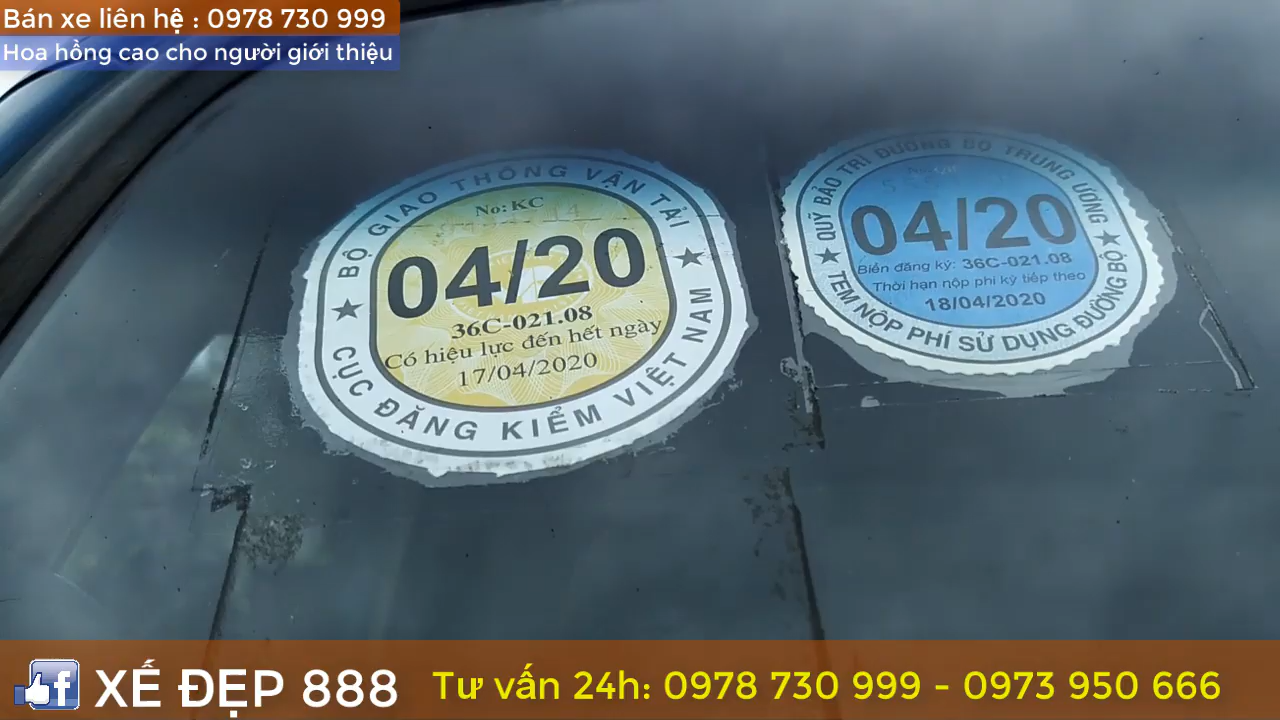 Bán xe liên hệ : 0978 730 999
Hoa hồng cao cho người giới thiệu
BỘ GIAO THÔNG VẬN TẢI
No: KC
04/20
36C-021.08
Có hiệu lực đến hết ngày
17/04/2020
CỤC ĐĂNG KIỂM VIỆT NAM
QUỸ BẢO TRÌ ĐƯỜNG BỘ TRUNG ƯƠNG
04/20
Biển đăng ký: 36C-021.08
Thời hạn nộp phí kỳ tiếp theo
18/04/2020
TEM NỘP PHÍ SỬ DỤNG ĐƯỜNG BỘ
f XẾ ĐẸP 888
Tư vấn 24h: 0978 730 999 - 0973 950 666